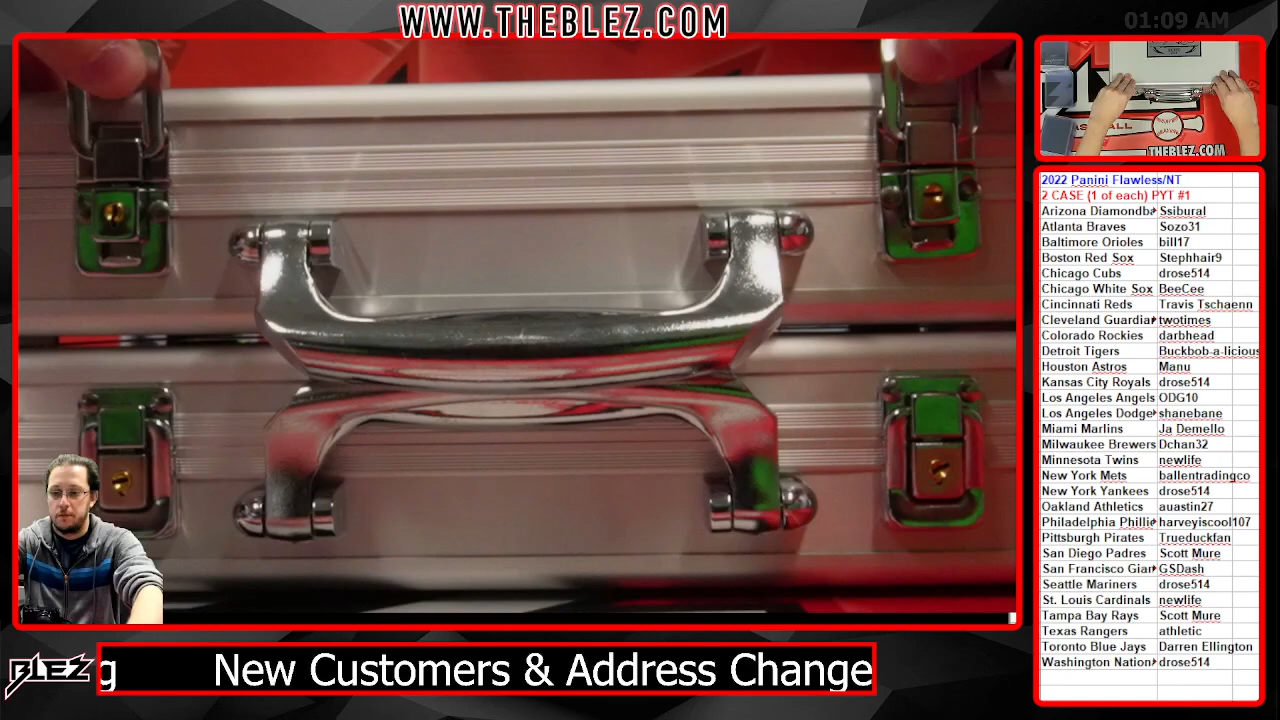 WWW.THEBLEZ.COM
01:09 AM
THEBLEZ.COM
2022 Panini Flawless/NT
2 CASE (1 of each) PYT #1
Arizona Diamondba Ssibural
Atlanta Braves Sozo31
Baltimore Orioles bill17
Boston Red Sox Stephhair9
Chicago Cubs drose514
Chicago White Sox BeeCee
Cincinnati Reds Travis Tschaenn
Cleveland Guardian twotimes
Colorado Rockies durbhead
Detroit Tigers Buckbob-a-licious
Houston Astros Manu
Kansas City Royals drose514
Los Angeles Angels ODG10
Los Angeles Dodge shanebane
Miami Marlins Ja Demello
Milwaukee Brewers Dchan32
Minnesota Twins newlife
New York Mets ballentradingco
New York Yankees drose514
Oakland Athletics auastin27
Philadelphia Phillie harveyiscool107
Pittsburgh Pirates Trueduckfan
San Diego Padres Scott Mure
San Francisco Gian GSDash
Seattle Mariners drose514
St. Louis Cardinals newlife
Tampa Bay Rays Scott Mure
Texas Rangers athletic
Toronto Blue Jays Darren Ellington
Washington Nation drose514
BLEZ
g New Customers & Address Change